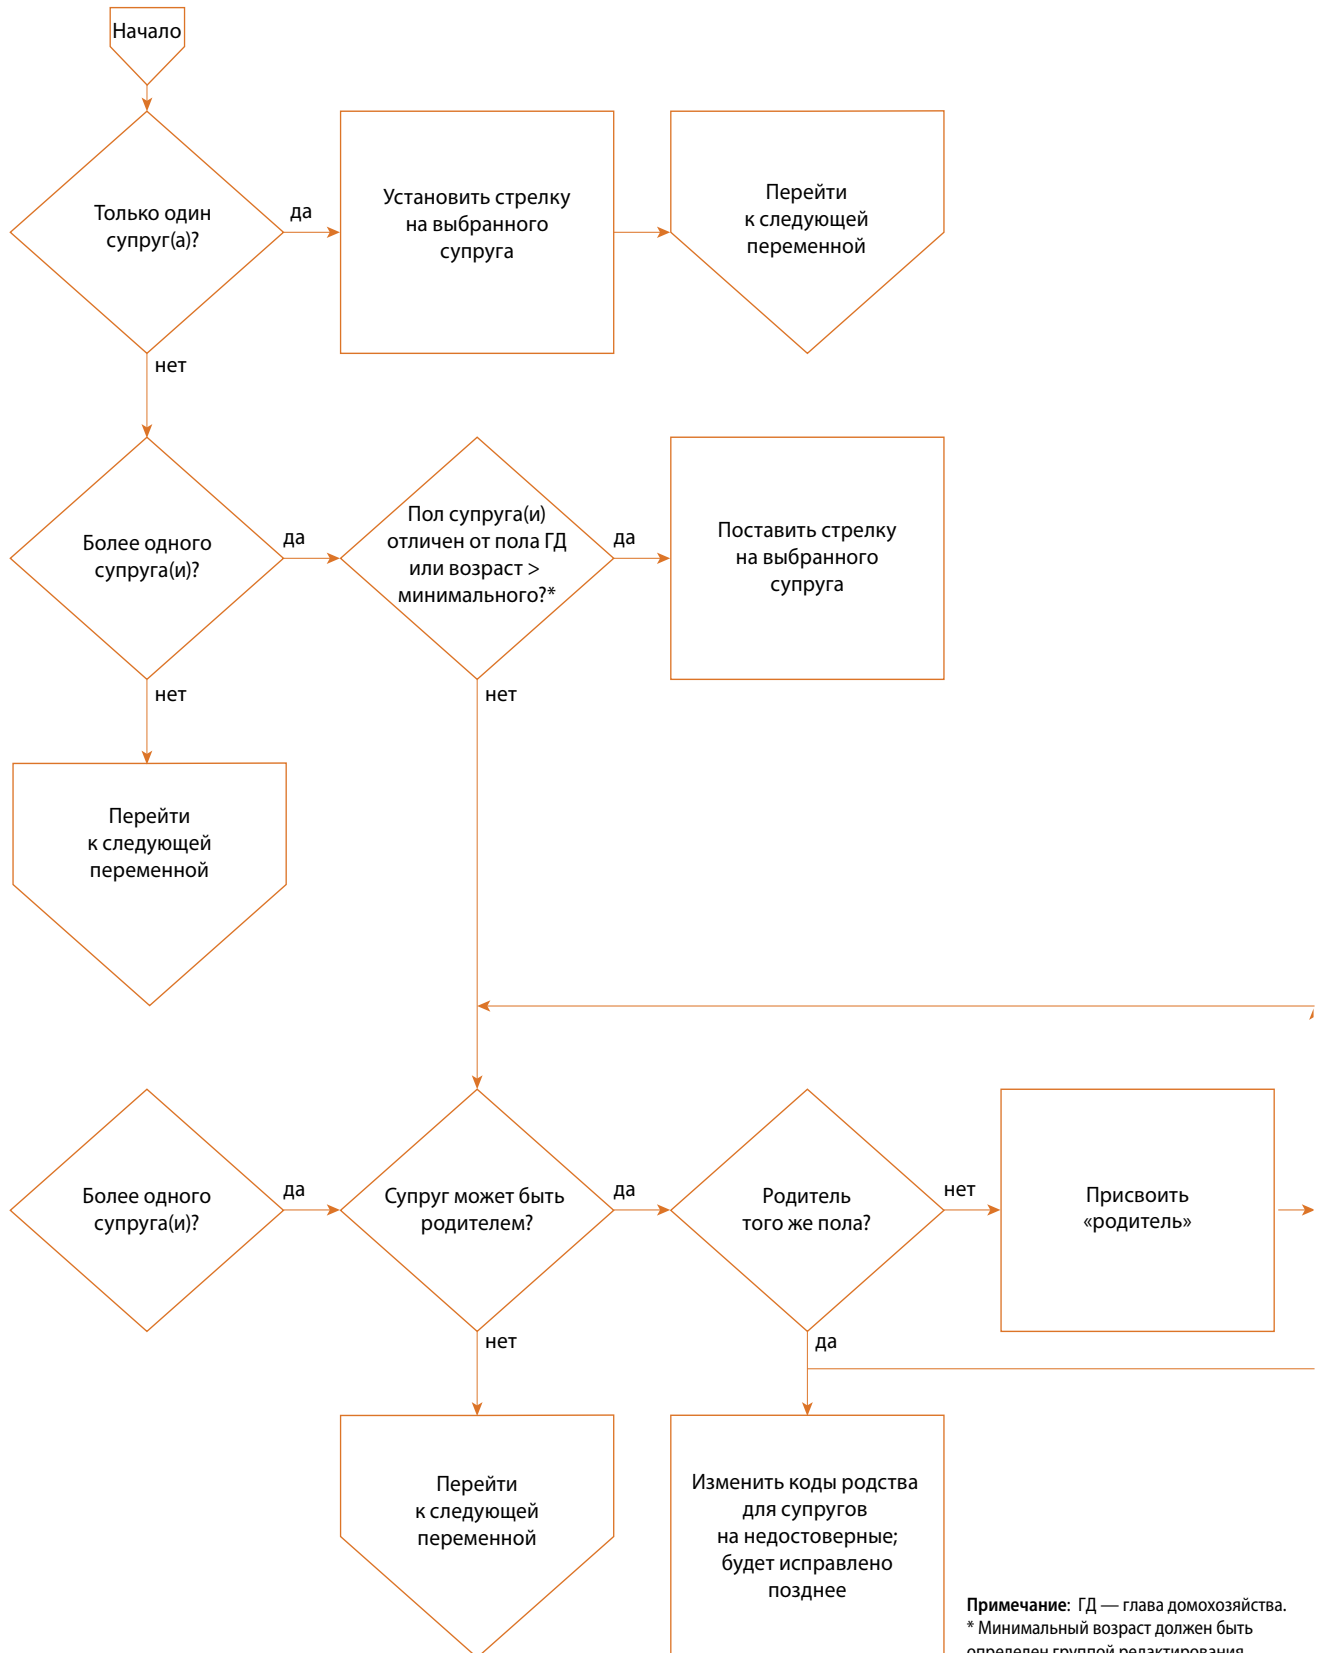 Начало
Только один
супруг(а)?
да
Установить стрелку
на выбранного
супруга
Перейти
к следующей
переменной
нет
Более одного
супруга(и)?
да
Пол супруга(и)
отличен от пола ГД
или возраст >
минимального?*
да
Поставить стрелку
на выбранного
супруга
нет
нет
Перейти
к следующей
переменной
Более одного
супруга(и)?
да
Супруг может быть
родителем?
да
Родитель
того же пола?
нет
Присвоить
«родитель»
нет
да
Перейти
к следующей
переменной
Изменить коды родства
для супругов
на недостоверные;
будет исправлено
позднее
Примечание: ГД — глава домохозяйства.
* Минимальный возраст должен быть
определен группой редактирования